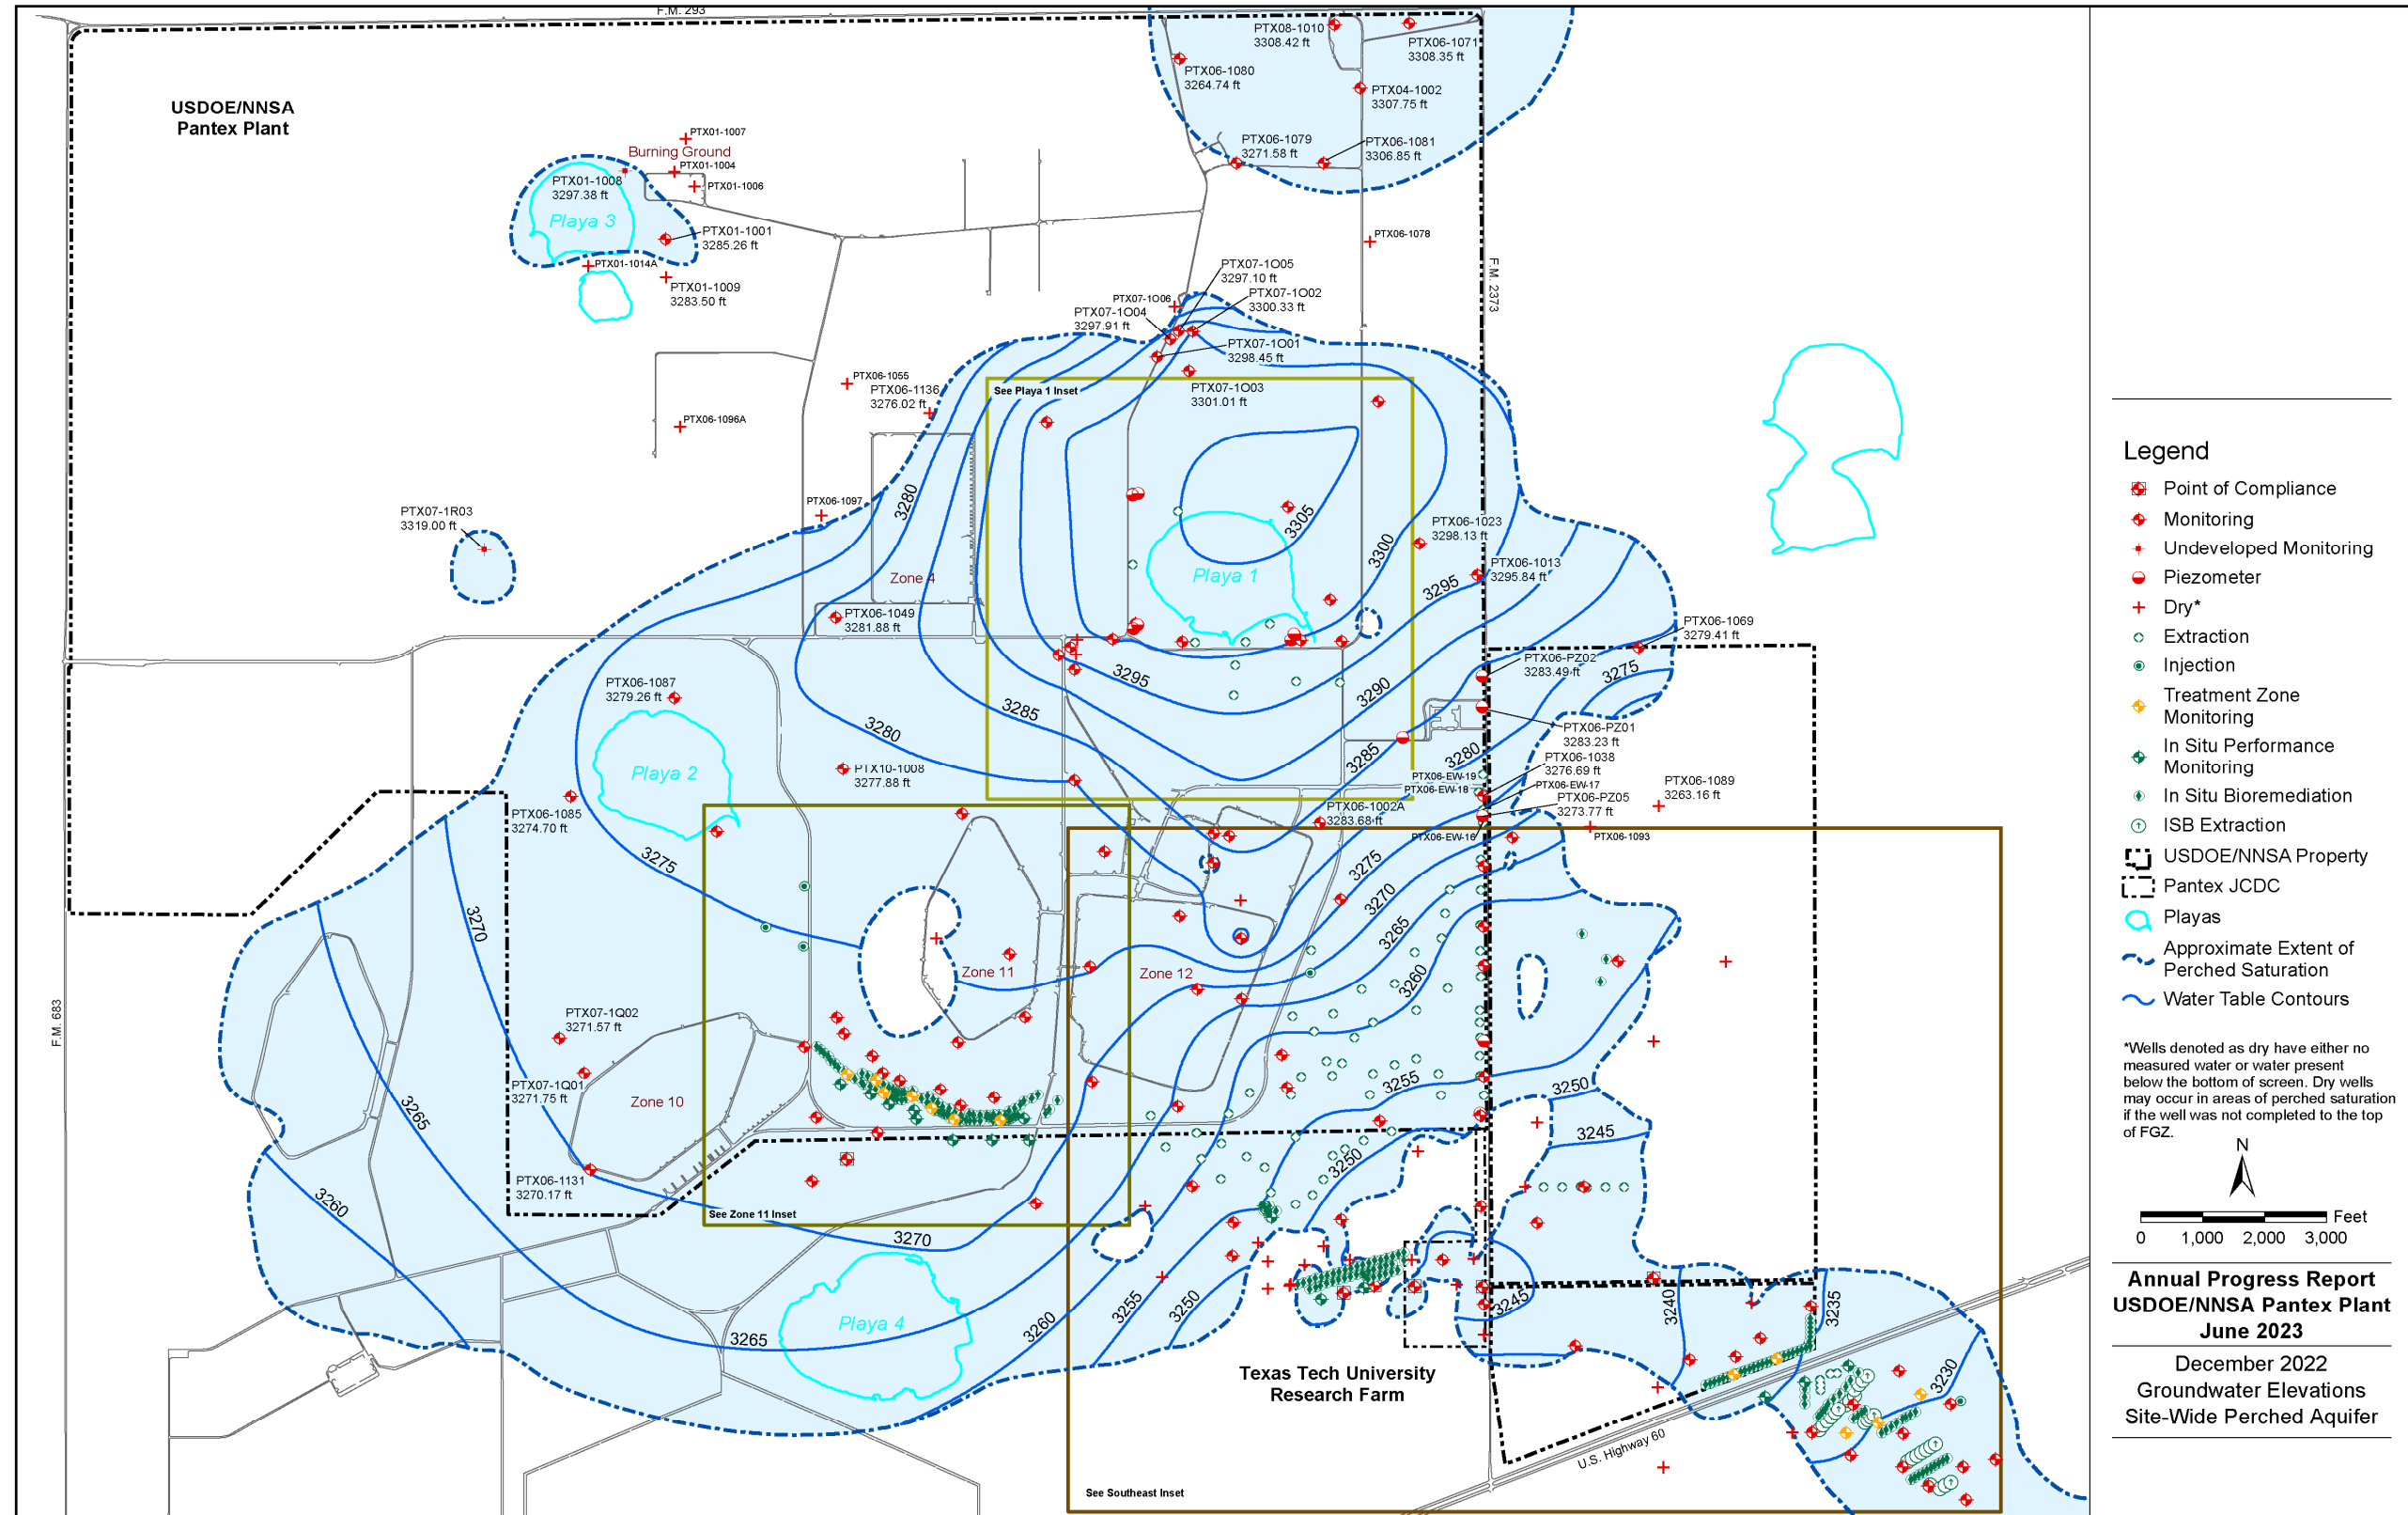 F.M. 293
USDOE/NNSA
Pantex Plant
PTX08-1010
3308.42 ft
PTX06-1071
3308.35 ft
PTX06-1080
3264.74 ft
PTX04-1002
3307.75 ft
PTX06-1079
3271.58 ft
PTX06-1081
3306.85 ft
PTX01-1007
Burning Ground
PTX01-1004
PTX01-1006
PTX01-1008
3297.38 ft
Playa 3
PTX01-1001
3285.26 ft
PTX01-1014A
PTX01-1009
3283.50 ft
PTX06-1078
F.M. 2373
PTX07-1O05
3297.10 ft
PTX07-1O06
PTX07-1O02
3300.33 ft
PTX07-1O04
3297.91 ft
PTX07-1O01
3298.45 ft
PTX07-1O03
3301.01 ft
PTX06-1055
PTX06-1136
3276.02 ft
PTX06-1096A
See Playa 1 Inset
PTX06-1097
3280
PTX07-1R03
3319.00 ft
3305
3300
PTX06-1023
3298.13 ft
PTX06-1013
3295.84 ft
3295
Zone 4
Playa 1
PTX06-1049
3281.88 ft
PTX06-1069
3279.41 ft
PTX06-PZ02
3283.49 ft
3275
3295
3290
3285
3280
PTX06-1087
3279.26 ft
Playa 2
PTX10-1008
3277.88 ft
PTX06-PZ01
3283.23 ft
3285
3280
PTX06-1038
3276.69 ft
PTX06-EW-19
PTX06-EW-18
PTX06-EW-17
PTX06-PZ05
3273.77 ft
PTX06-1089
3263.16 ft
PTX06-1002A
3283.68 ft
PTX06-EW-16
PTX06-1093
PTX06-1085
3274.70 ft
3275
3275
3270
3265
3260
3270
Zone 11
Zone 12
F.M. 683
PTX07-1Q02
3271.57 ft
PTX07-1Q01
3271.75 ft
Zone 10
3265
3255
3250
3245
3250
PTX06-1131
3270.17 ft
3260
See Zone 11 Inset
3270
Playa 4
3265
3260
3255
3250
3245
3240
3235
3230
Texas Tech University
Research Farm
U.S. Highway 60
See Southeast Inset
Legend
Point of Compliance
Monitoring
Undeveloped Monitoring
Piezometer
Dry*
Extraction
Injection
Treatment Zone
Monitoring
In Situ Performance
Monitoring
In Situ Bioremediation
ISB Extraction
USDOE/NNSA Property
Pantex JCDC
Playas
Approximate Extent of
Perched Saturation
Water Table Contours
*Wells denoted as dry have either no
measured water or water present
below the bottom of screen. Dry wells
may occur in areas of perched saturation
if the well was not completed to the top
of FGZ.
N
Feet
0 1,000 2,000 3,000
Annual Progress Report
USDOE/NNSA Pantex Plant
June 2023
December 2022
Groundwater Elevations
Site-Wide Perched Aquifer